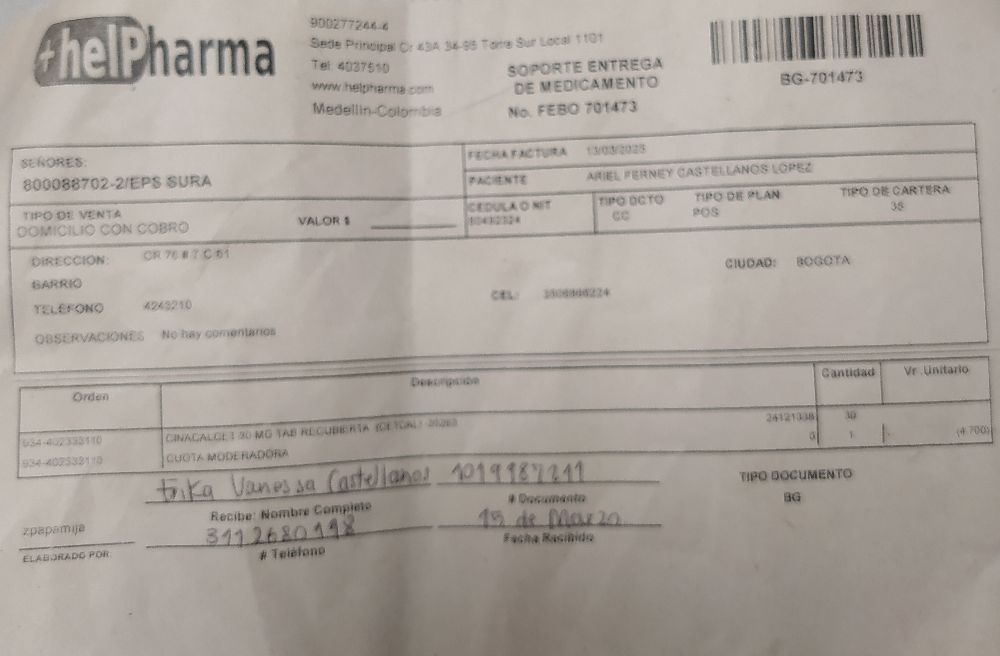 +helPharma
900277244-4
Sede Principal Cr 43A 34-95 Torre Sur Local 1101
Tel: 4037510
www.helpharma.com
Medellin-Colombia
SOPORTE ENTREGA
DE MEDICAMENTO
No. FEBO 701473
BG-701473
SEÑORES:
800088702-2/EPS SURA
FECHA FACTURA
PACIENTE ARIEL FERNEY CASTELLANOS LOPEZ
TIPO DE VENTA
DOMICILIO CON COBRO
VALOR $
CEDULA O NIT
TIPO DCTO
CC
TIPO DE PLAN
POS
TIPO DE CARTERA
DIRECCION:
CIUDAD: BOGOTA
BARRIO
TELEFONO 4243210
CEL:
OBSERVACIONES No hay comentarios
Orden Descripción Cantidad Vr .Unitario
CINACALCET 30 MG TAB RECUBIERTA 30
CUOTA MODERADORA 1 (4.700)
Erika Vanessa Castellanos
Recibe: Nombre Completo
# Documento
TIPO DOCUMENTO
BG
zpapamija
ELABORADO POR
3112680198
# Teléfono
15 de Marzo
Fecha Recibido